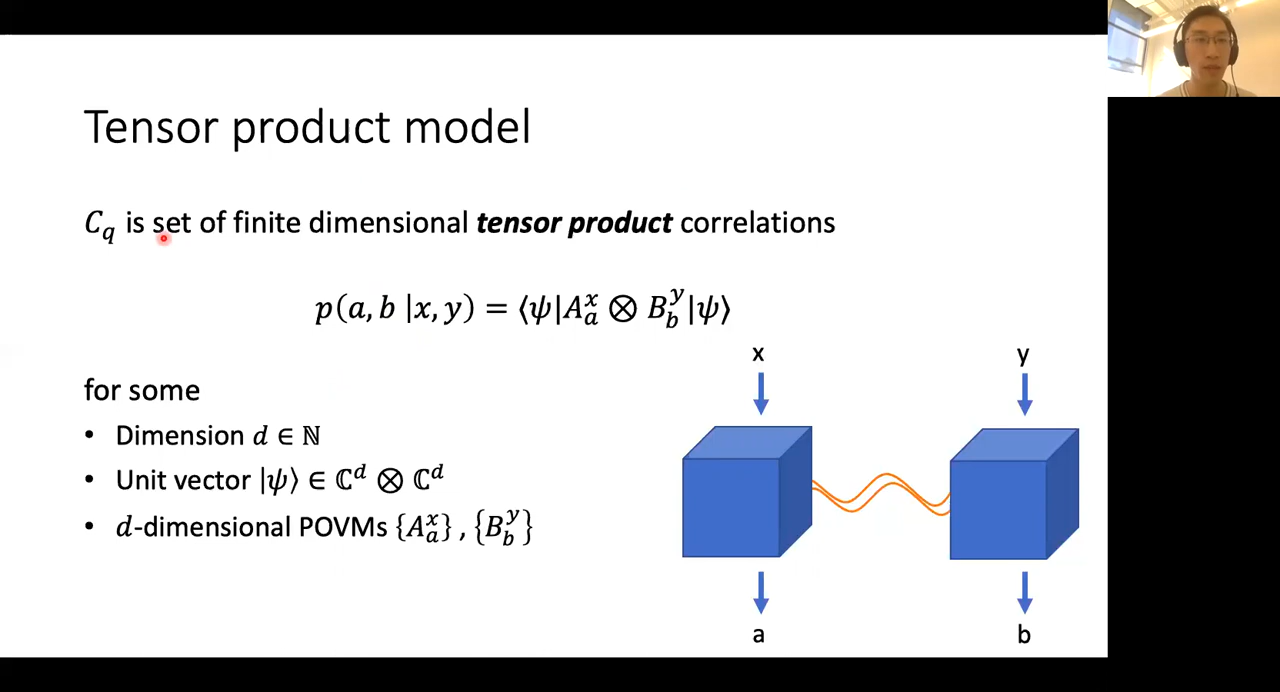 Tensor product model
C_q is set of finite dimensional tensor product correlations
p(a, b |x, y) = ⟨ψ|A_a^x ⊗ B_b^y|ψ⟩
for some
• Dimension d ∈ ℕ
• Unit vector |ψ⟩ ∈ ℂ^d ⊗ ℂ^d
• d-dimensional POVMs {A_a^x} , {B_b^y}
x y
a b